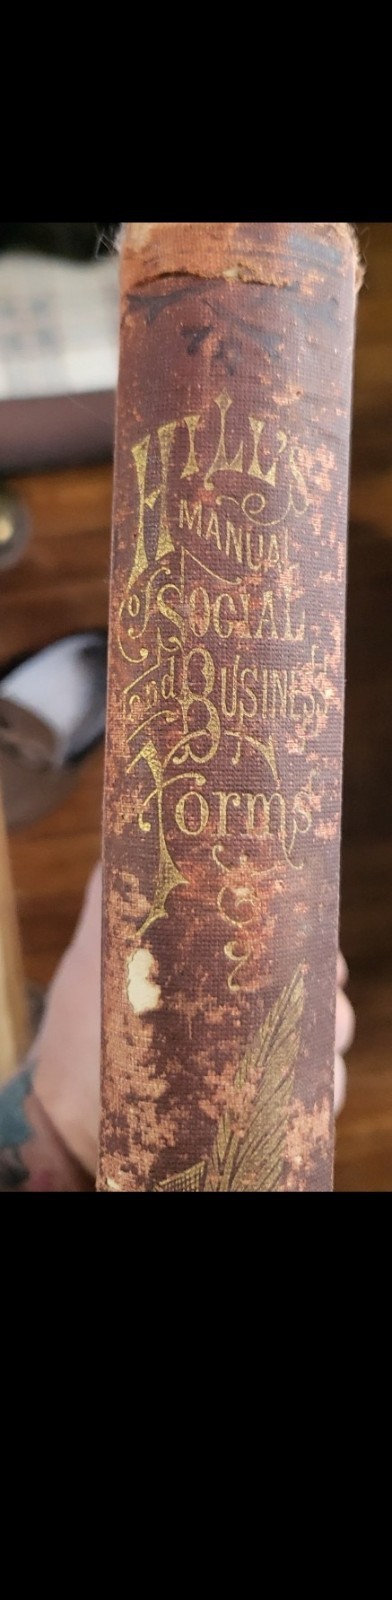 HILL'S
MANUAL
of SOCIAL
and BUSINESS
Forms